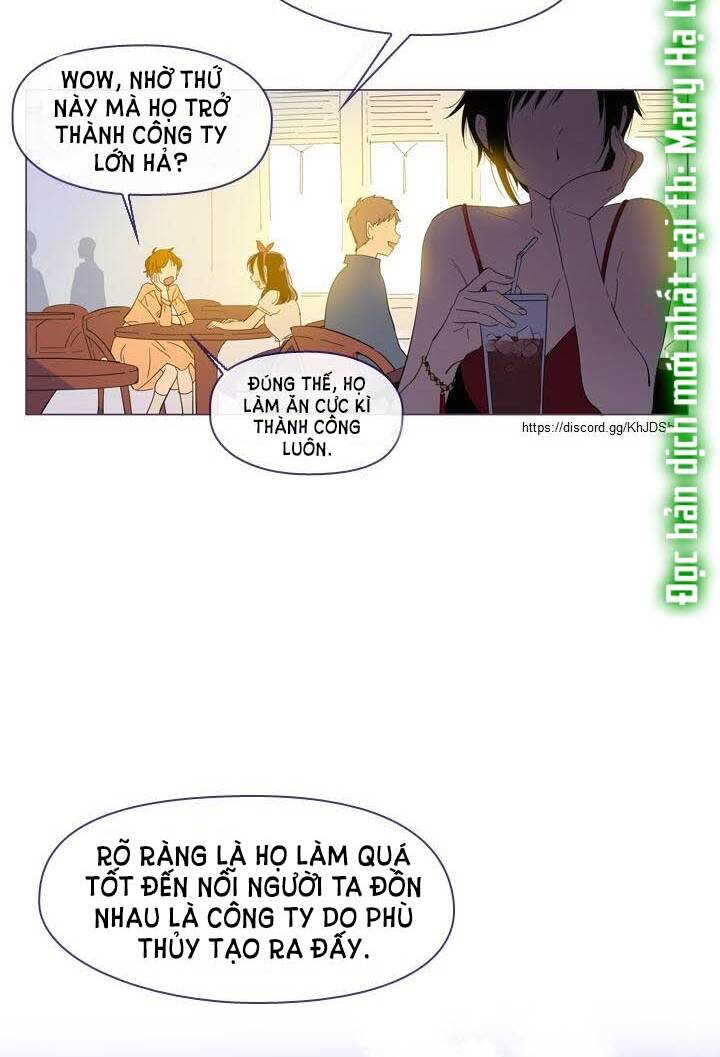 WOW, NHỜ THỨ
NÀY MÀ HỌ TRỞ
THÀNH CÔNG TY
LỚN HẢ?
ĐÚNG THẾ, HỌ
LÀM ĂN CỰC KÌ
THÀNH CÔNG
LUÔN.
https://discord.gg/KhJDS
Đọc bản dịch mới nhất tại fb: Mary Hạ
RÕ RÀNG LÀ HỌ LÀM QUÁ
TỐT ĐẾN NỖI NGƯỜI TA ĐỒN
NHAU LÀ CÔNG TY DO PHÙ
THỦY TẠO RA ĐẤY.